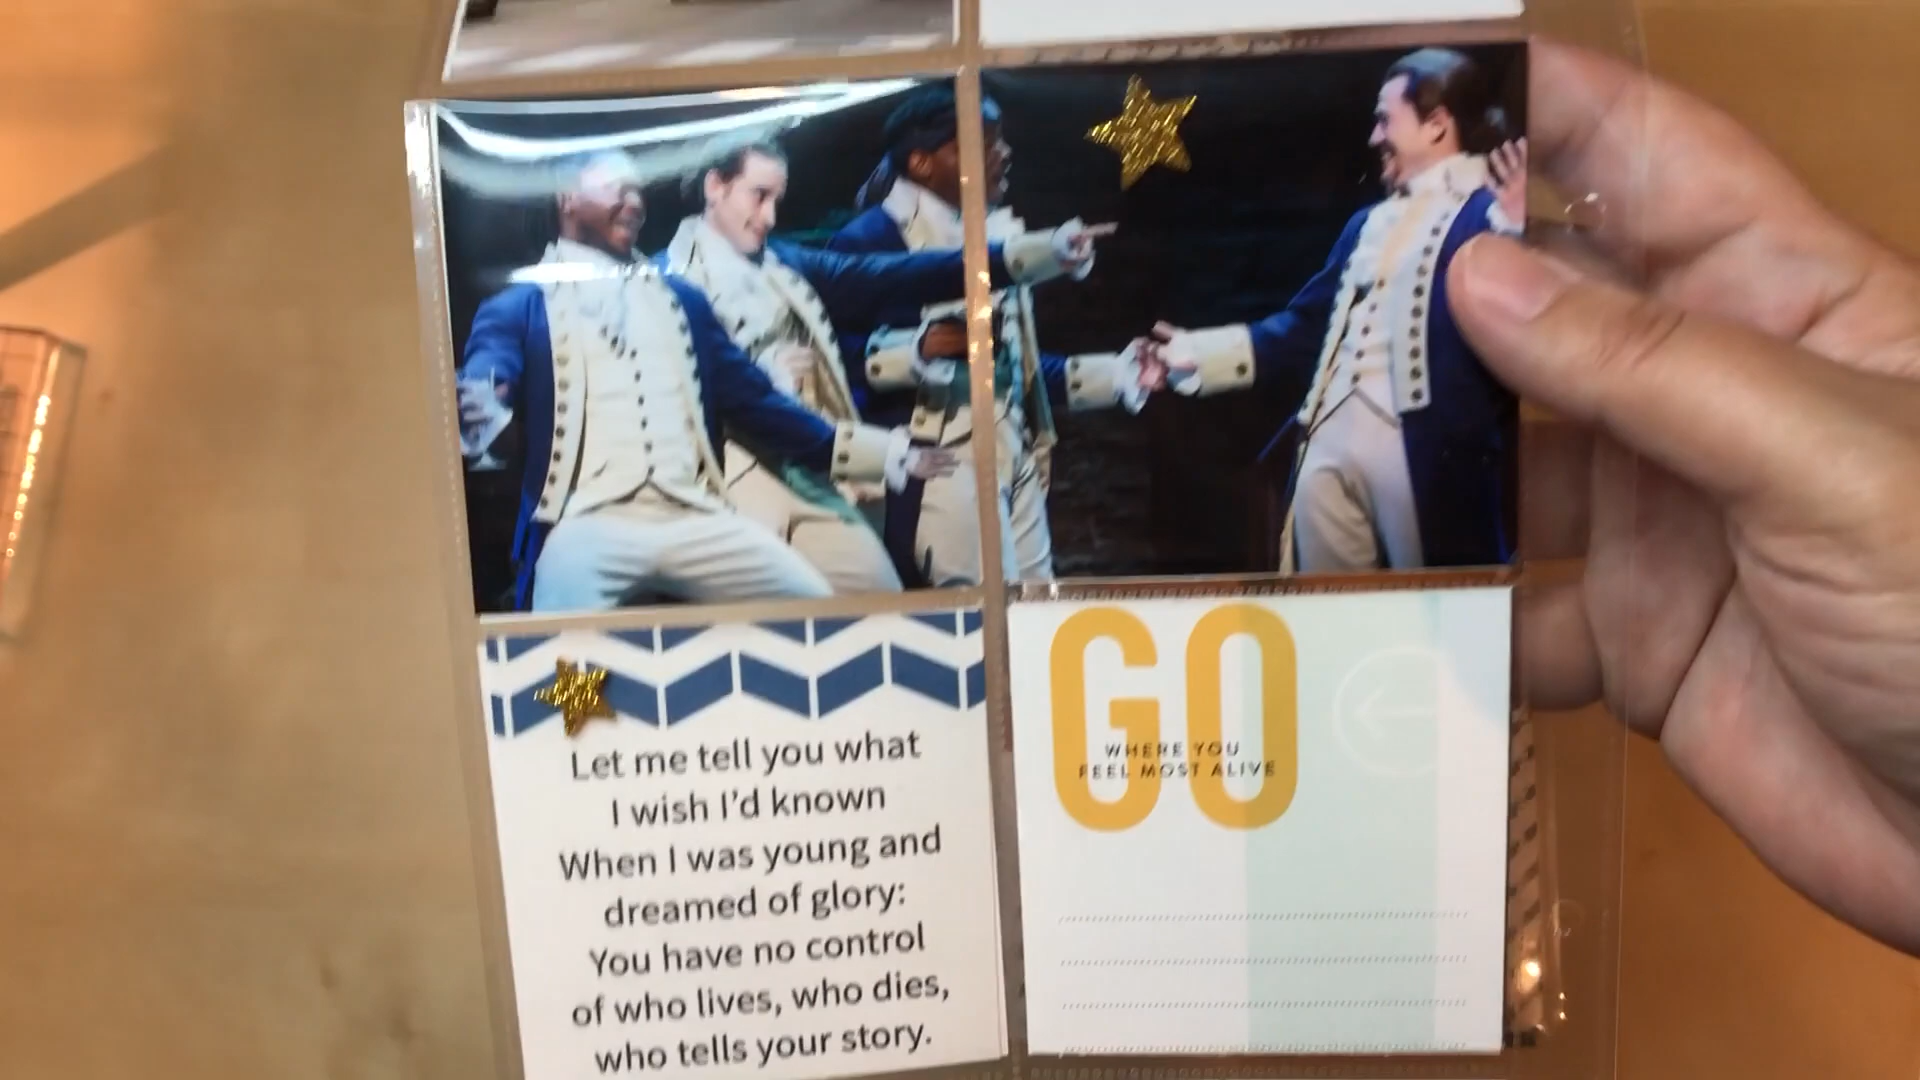 Let me tell you what
I wish I'd known
When I was young and
dreamed of glory:
You have no control
of who lives, who dies,
who tells your story.
GO
WHERE YOU
FEEL MOST ALIVE